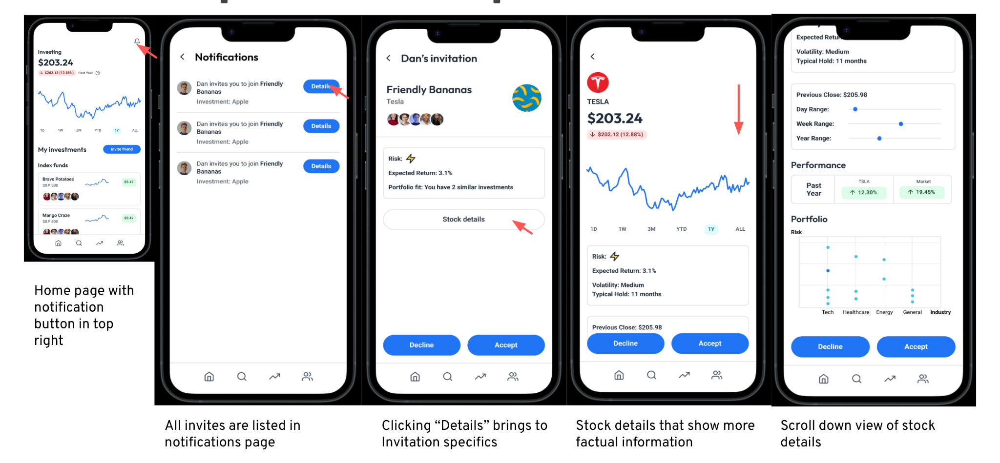 Investing
$203.24
$202.12 (12.88%) Past Year
1D 1W 3M YTD 1Y ALL
My investments Invite friend
Index funds
Brave Potatoes
S&P 500
$3.47
Mango Craze
S&P 500
$3.47
Home page with
notification
button in top
right
Notifications
Dan invites you to join Friendly
Bananas
Investment: Apple
Details
Dan invites you to join Friendly
Bananas
Investment: Apple
Details
Dan invites you to join Friendly
Bananas
Investment: Apple
Details
All invites are listed in
notifications page
Dan's invitation
Friendly Bananas
Tesla
Risk:
Expected Return: 3.1%
Portfolio fit: You have 2 similar investments
Stock details
Decline Accept
Clicking “Details” brings to
Invitation specifics
TESLA
$203.24
$202.12 (12.88%)
1D 1W 3M YTD 1Y ALL
Risk:
Expected Return: 3.1%
Volatility: Medium
Typical Hold: 11 months
Previous Close: $205.98
Decline Accept
Stock details that show more
factual information
Expected
Volatility: Medium
Typical Hold: 11 months
Previous Close: $205.98
Day Range:
Week Range:
Year Range:
Performance
Past
Year
TSLA
12.30%
Market
19.45%
Portfolio
Risk
Tech Healthcare Energy General Industry
Decline Accept
Scroll down view of stock
details